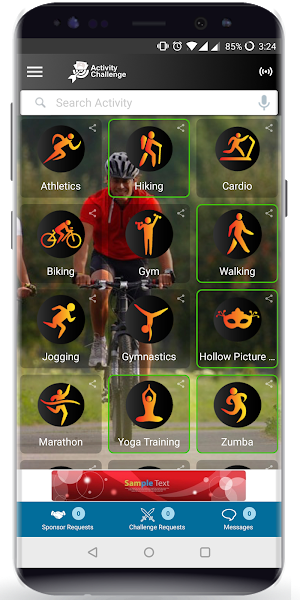 85% 3:24
Activity
Challenge
Search Activity
Athletics Hiking Cardio
Biking Gym Walking
Jogging Gymnastics Hollow Picture ...
Marathon Yoga Training Zumba
Sample Text
0 0 0
Sponsor Requests Challenge Requests Messages